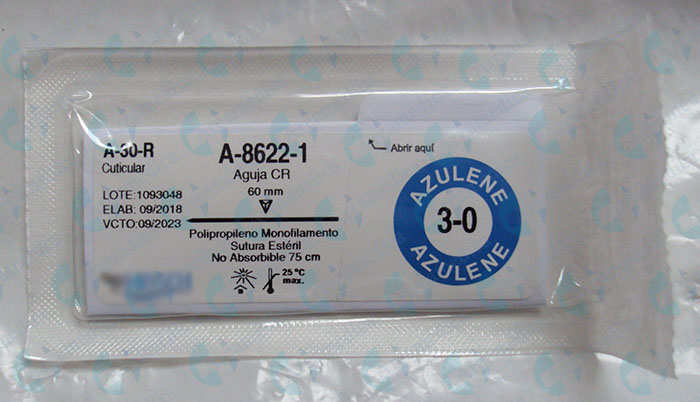 A-30-R
Cuticular
LOTE:1093048
ELAB: 09/2018
VCTO:09/2023
A-8622-1
Aguja CR
60 mm
Polipropileno Monofilamento
Sutura Estéril
No Absorbible 75 cm
25 ºC
max.
Abrir aquí
AZULENE
3-0
AZULENE